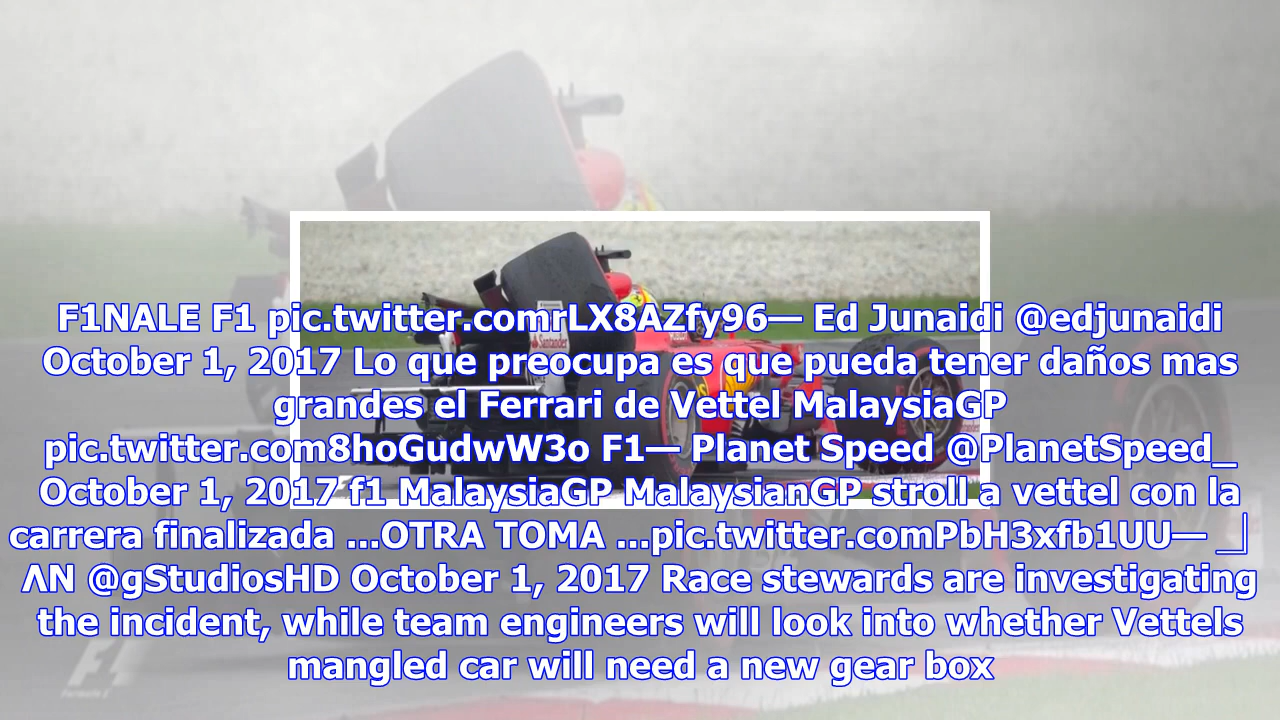 F1NALE F1 pic.twitter.comrLX8AZfy96— Ed Junaidi @edjunaidi
October 1, 2017 Lo que preocupa es que pueda tener daños mas
grandes el Ferrari de Vettel MalaysiaGP
pic.twitter.com8hoGudwW3o F1— Planet Speed @PlanetSpeed_
October 1, 2017 f1 MalaysiaGP MalaysianGP stroll a vettel con la
carrera finalizada ...OTRA TOMA ...pic.twitter.comPbH3xfb1UU— _⎦
ΛN @gStudiosHD October 1, 2017 Race stewards are investigating
the incident, while team engineers will look into whether Vettels
mangled car will need a new gear box
Santander
F1
Formula 1